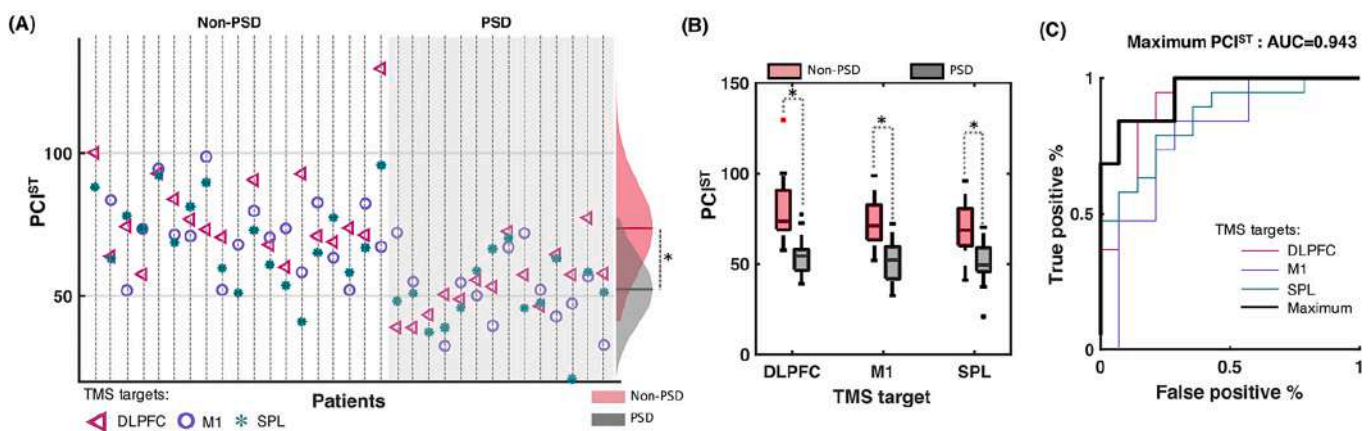 (A)
Non-PSD
PSD
PCI^ST
100
50
*
TMS targets:
DLPFC
M1
SPL
Patients
Non-PSD
PSD
(B)
Non-PSD
PSD
PCI^ST
150
100
50
0
*
*
*
DLPFC
M1
SPL
TMS target
(C)
Maximum PCI^ST : AUC=0.943
True positive %
1
0.5
0
TMS targets:
DLPFC
M1
SPL
Maximum
0
0.5
1
False positive %